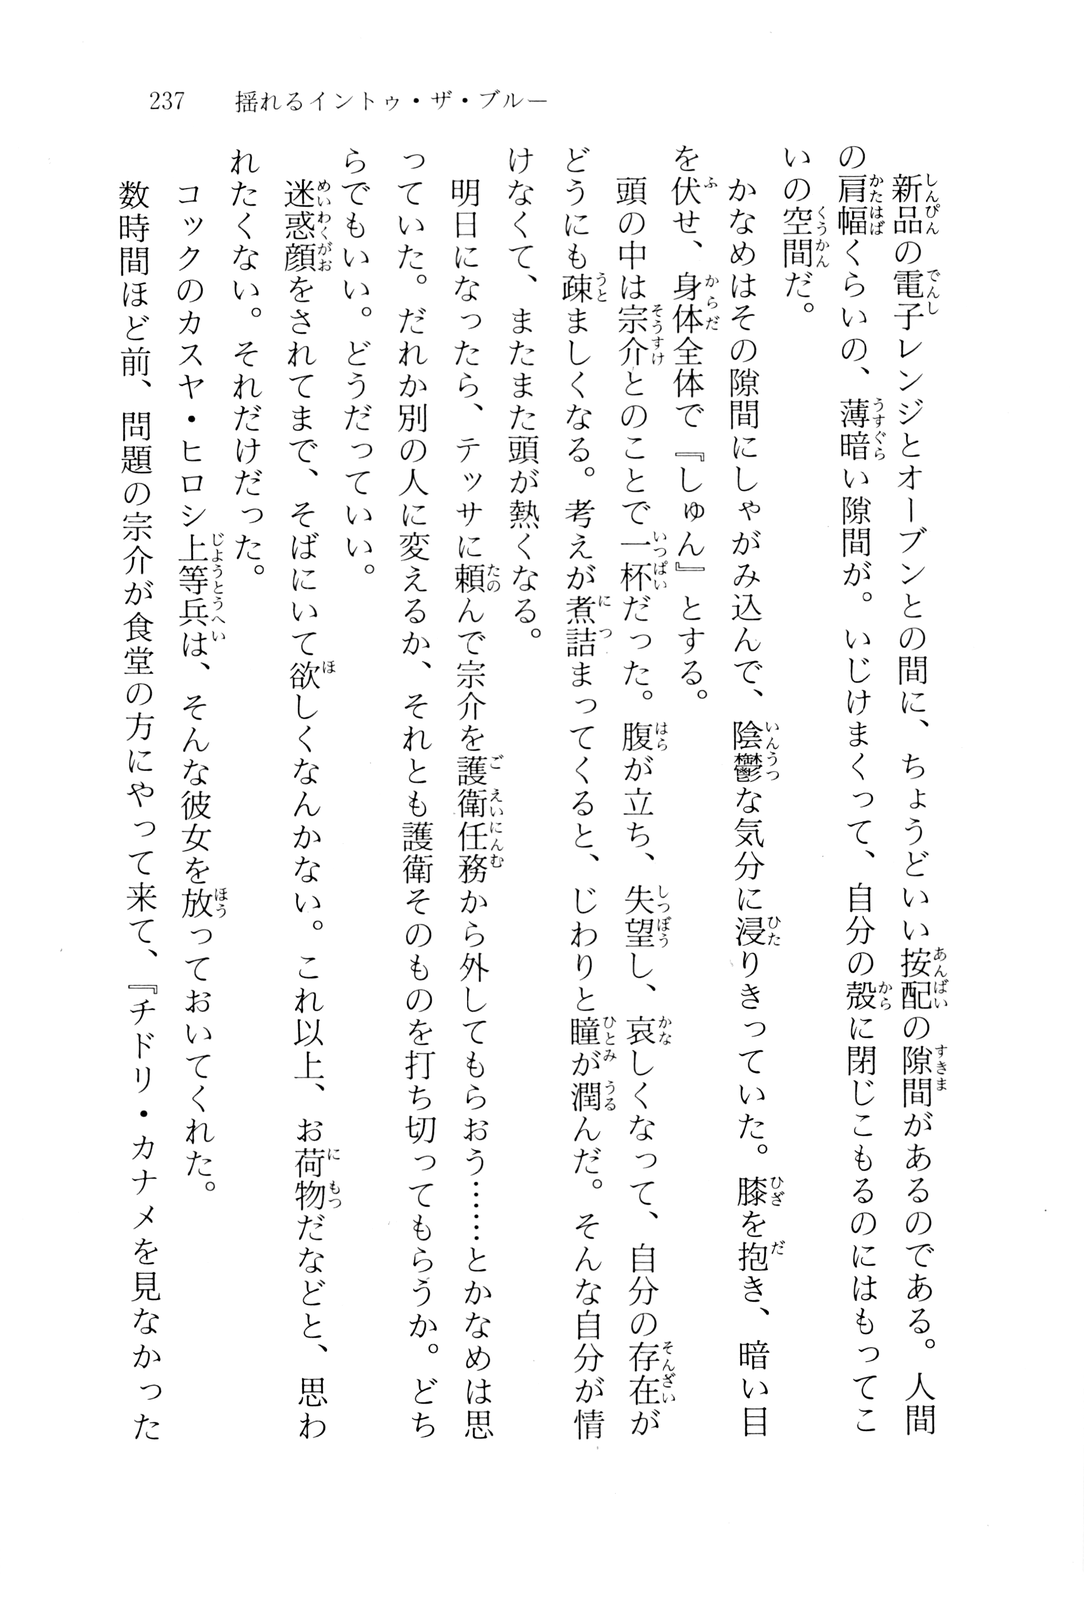 237　揺れるイントゥ・ザ・ブルー
新品の電子レンジとオーブンとの間に、ちょうどいい按配の隙間があるのである。人間
の肩幅くらいの、薄暗い隙間が。いじけまくって、自分の殻に閉じこもるのにはもってこ
いの空間だ。
かなめはその隙間にしゃがみ込んで、陰鬱な気分に浸りきっていた。膝を抱き、暗い目
を伏せ、身体全体で『しゅん』とする。
頭の中は宗介とのことで一杯だった。腹が立ち、失望し、哀しくなって、自分の存在が
どうにも疎ましくなる。考えが煮詰まってくると、じわりと瞳が潤んだ。そんな自分が情
けなくて、またまた頭が熱くなる。
明日になったら、テッサに頼んで宗介を護衛任務から外してもらおう……とかなめは思
っていた。だれか別の人に変えるか、それとも護衛そのものを打ち切ってもらうか。どち
らでもいい。どうだっていい。
迷惑顔をされてまで、そばにいて欲しくなんかない。これ以上、お荷物だなどと、思わ
れたくない。それだけだった。
コックのカスヤ・ヒロシ上等兵は、そんな彼女を放っておいてくれた。
数時間ほど前、問題の宗介が食堂の方にやって来て、『チドリ・カナメを見なかった